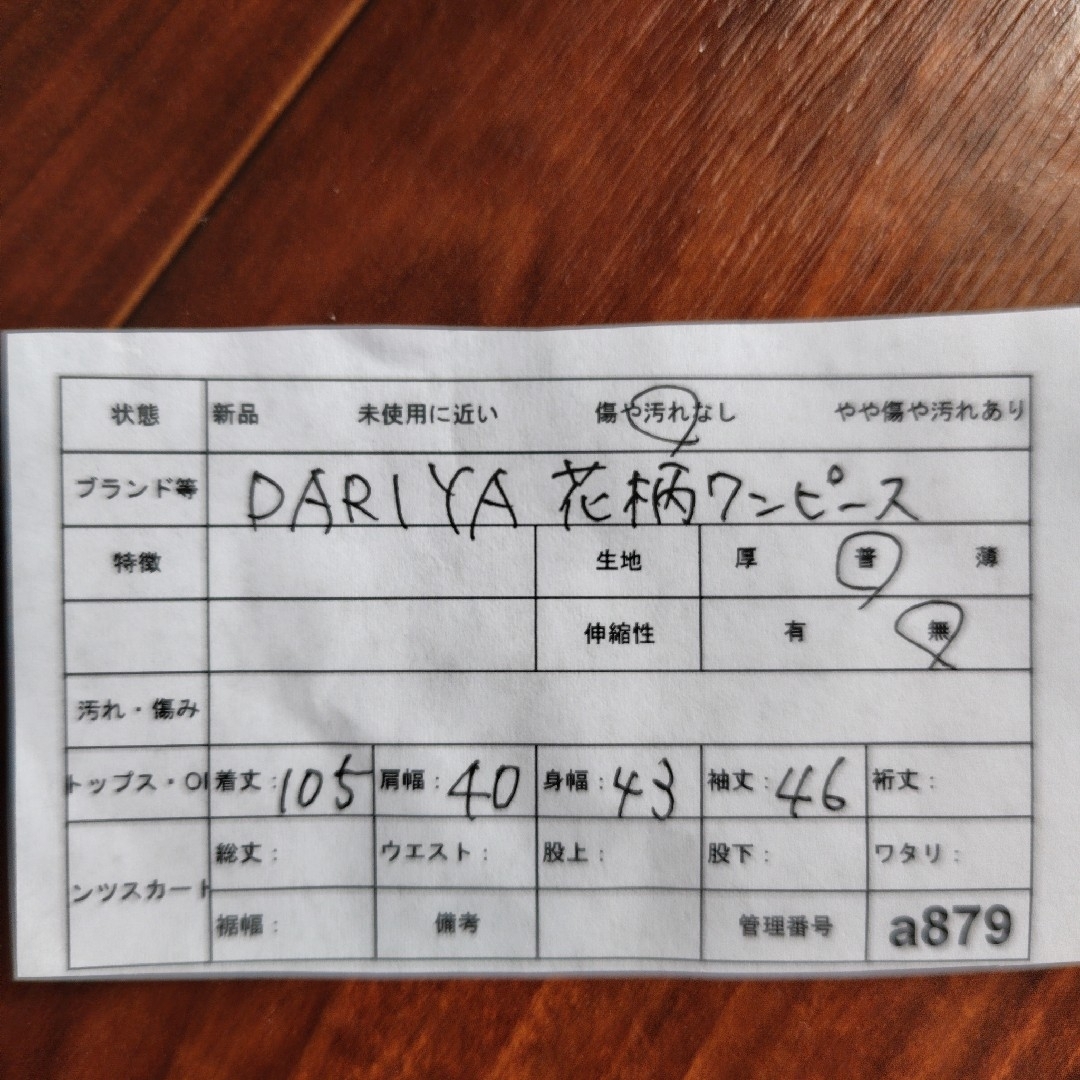 状態 新品 未使用に近い 傷や汚れなし やや傷や汚れあり
ブランド等 DARIYA 花柄ワンピース
特徴 生地 厚 普 薄
伸縮性 有 無
汚れ・傷み
トップス・OI 着丈:105 肩幅:40 身幅:43 袖丈:46 裄丈:
ンツスカート 総丈: ウエスト: 股上: 股下: ワタリ:
裾幅: 備考 管理番号 a879